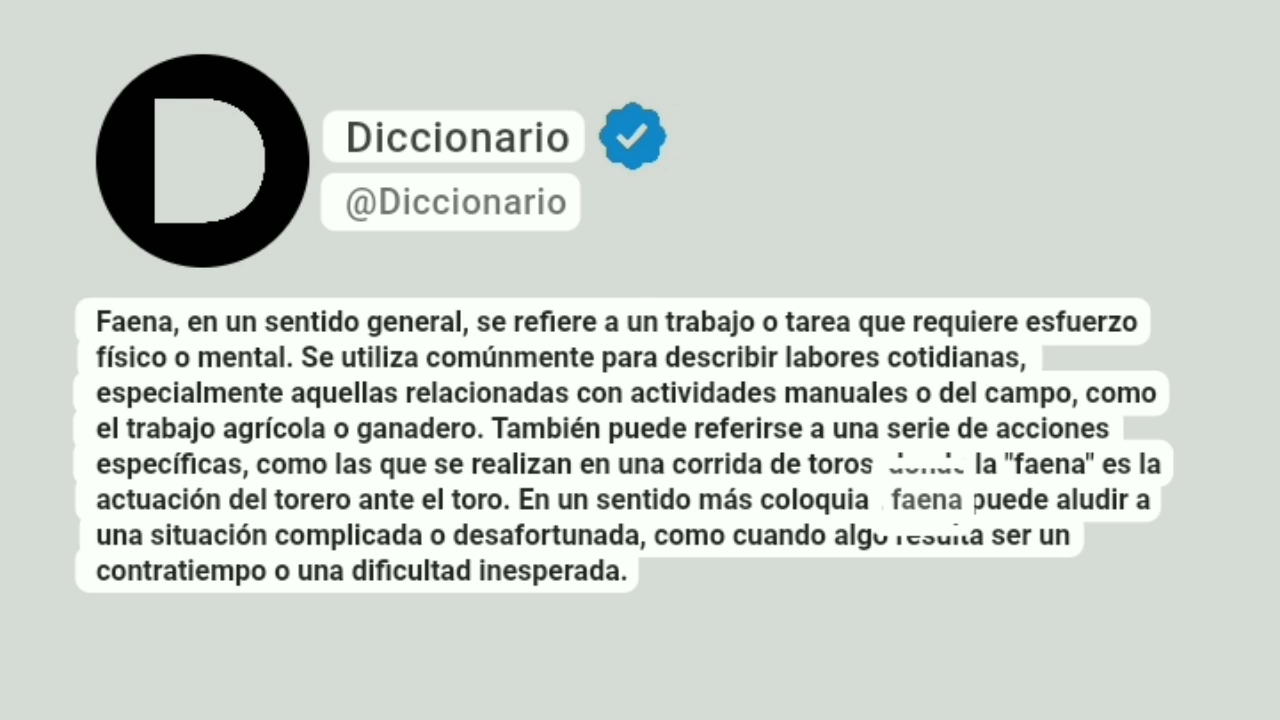 D
Diccionario
@Diccionario
Faena, en un sentido general, se refiere a un trabajo o tarea que requiere esfuerzo
físico o mental. Se utiliza comúnmente para describir labores cotidianas,
especialmente aquellas relacionadas con actividades manuales o del campo, como
el trabajo agrícola o ganadero. También puede referirse a una serie de acciones
específicas, como las que se realizan en una corrida de toros donde la "faena" es la
actuación del torero ante el toro. En un sentido más coloquia faena puede aludir a
una situación complicada o desafortunada, como cuando algo resulta ser un
contratiempo o una dificultad inesperada.